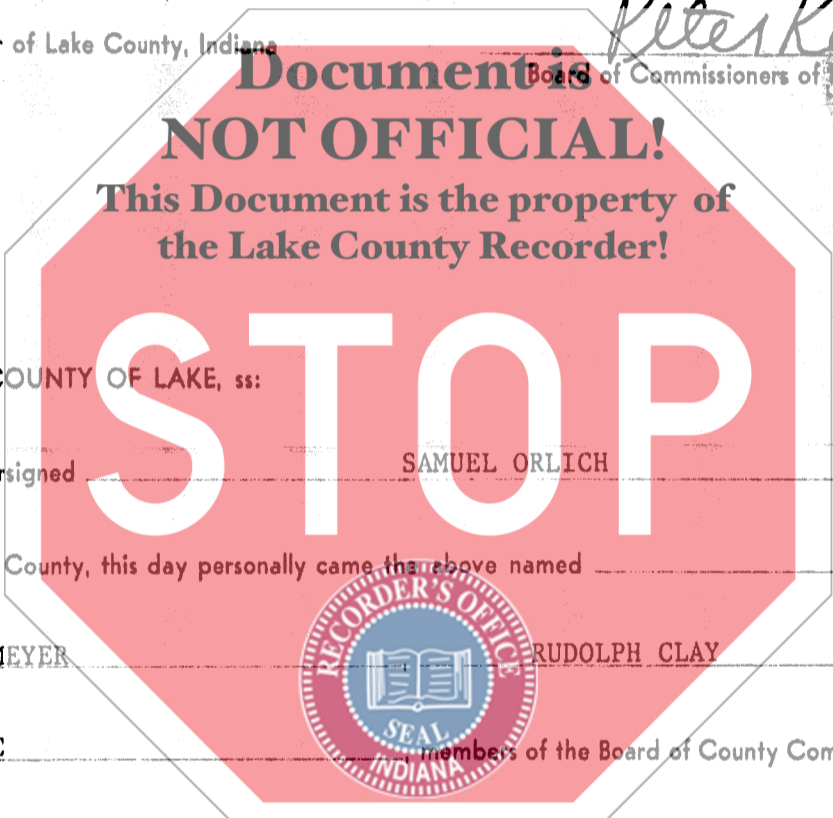 of Lake County, Indiana
Peter
Document is
Board of Commissioners of
NOT OFFICIAL!
This Document is the property of
the Lake County Recorder!
STOP
COUNTY OF LAKE, ss:
rsigned SAMUEL ORLICH
County, this day personally came the above named
RECORDER'S OFFICE
MEYER RUDOLPH CLAY
SEAL
, members of the Board of County Com
INDIANA